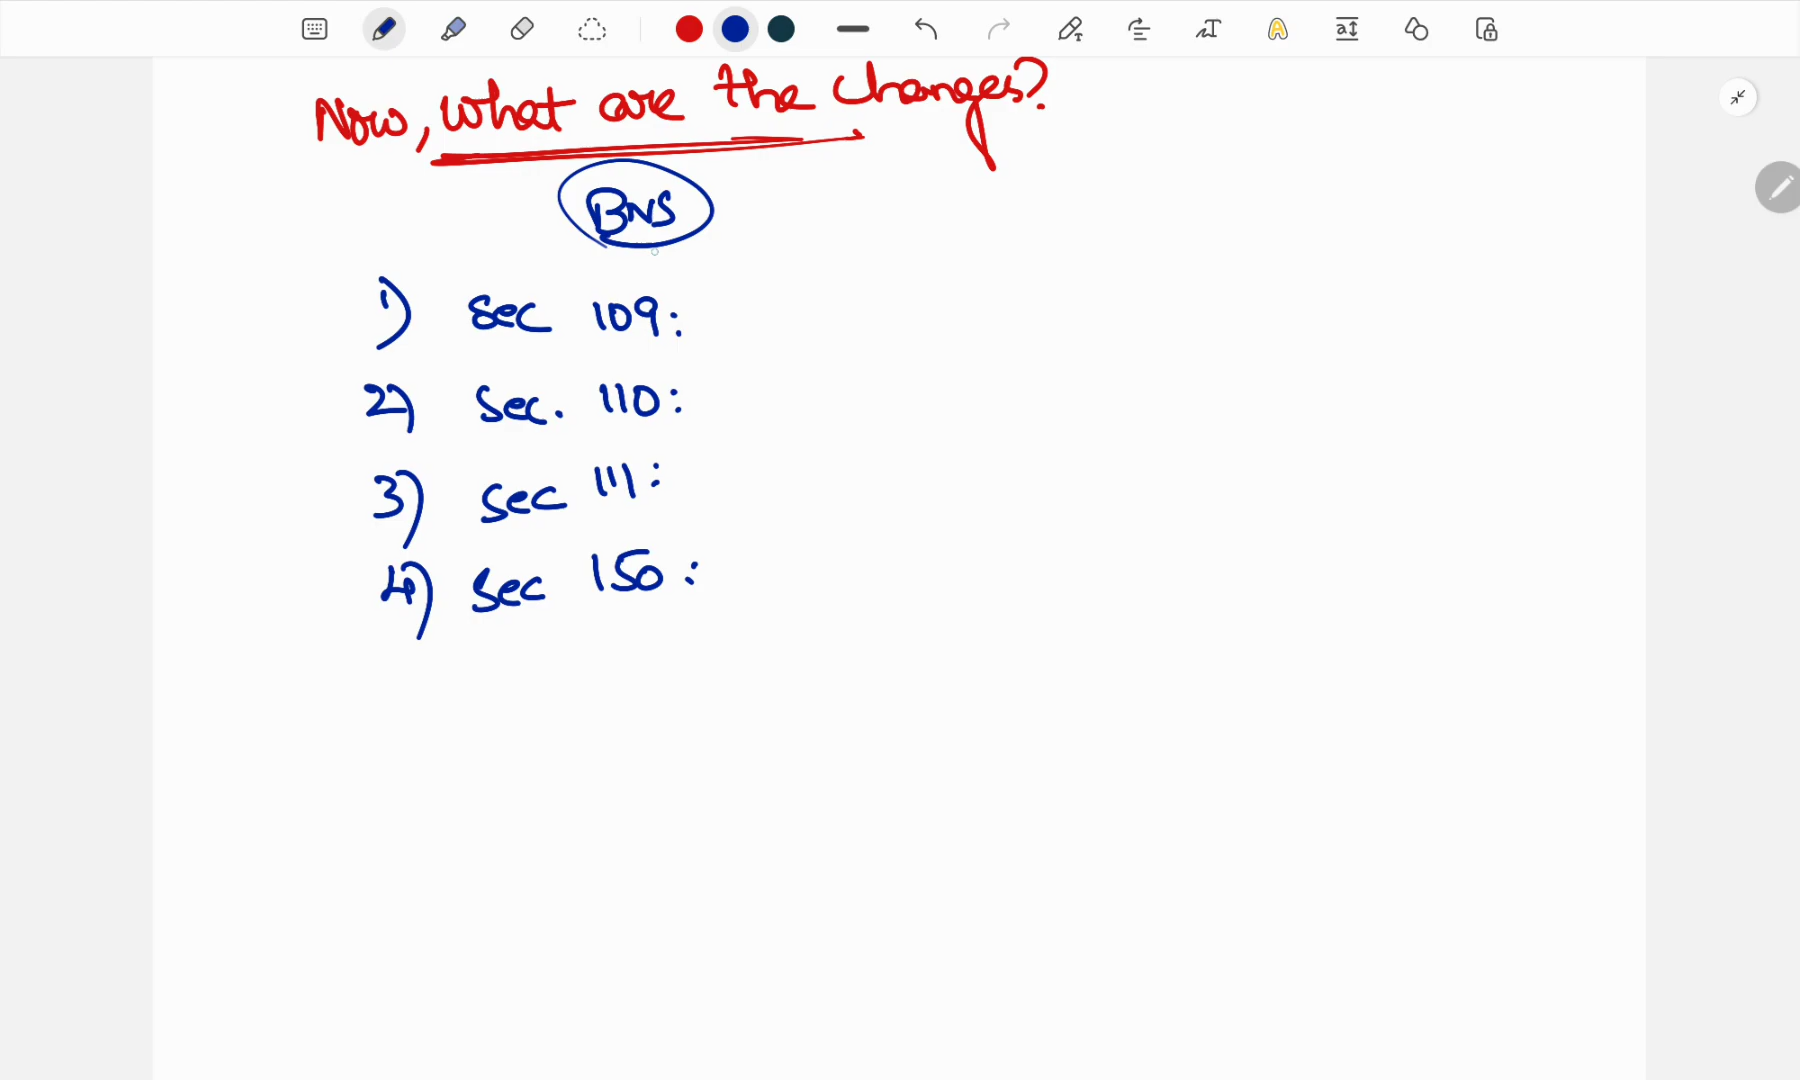 Now, what are the changes?
BNS
1) Sec 109:
2) Sec. 110:
3) Sec 111:
4) Sec 150: